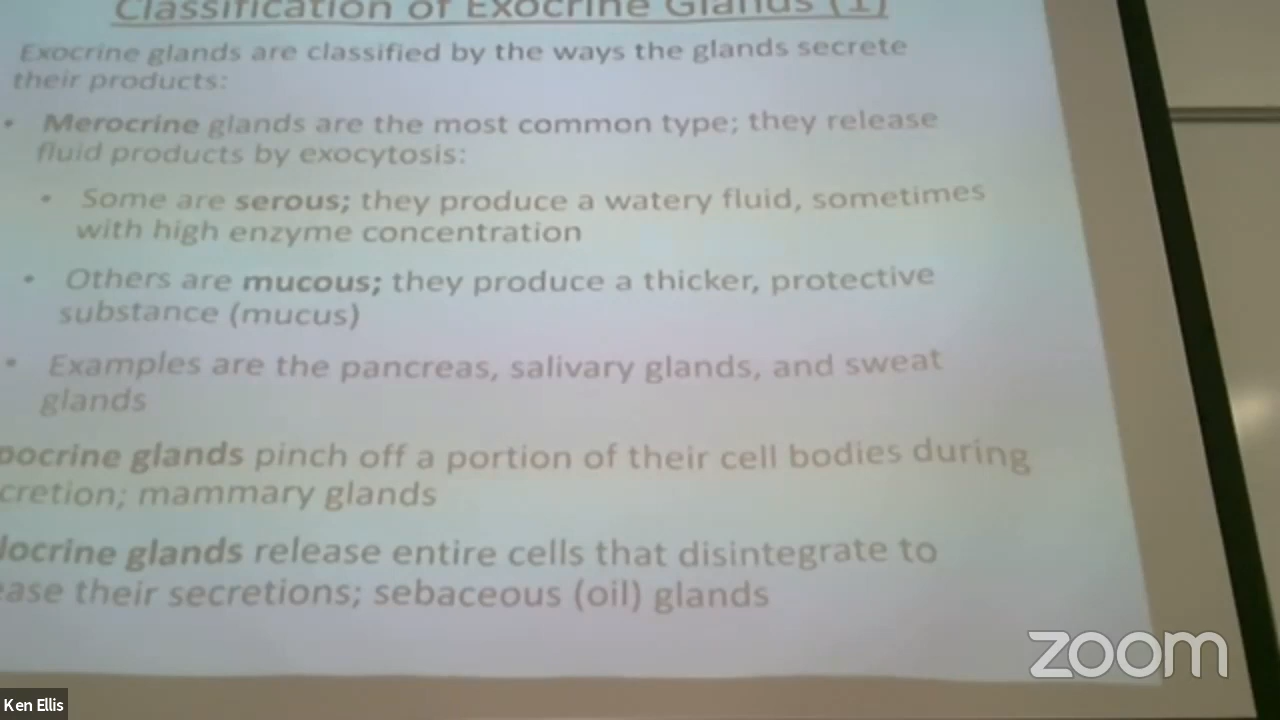 Classification of Exocrine Glands (1)
Exocrine glands are classified by the ways the glands secrete
their products:
• Merocrine glands are the most common type; they release
fluid products by exocytosis:
• Some are serous; they produce a watery fluid, sometimes
with high enzyme concentration
• Others are mucous; they produce a thicker, protective
substance (mucus)
• Examples are the pancreas, salivary glands, and sweat
glands
pocrine glands pinch off a portion of their cell bodies during
cretion; mammary glands
locrine glands release entire cells that disintegrate to
ease their secretions; sebaceous (oil) glands
zoom
Ken Ellis